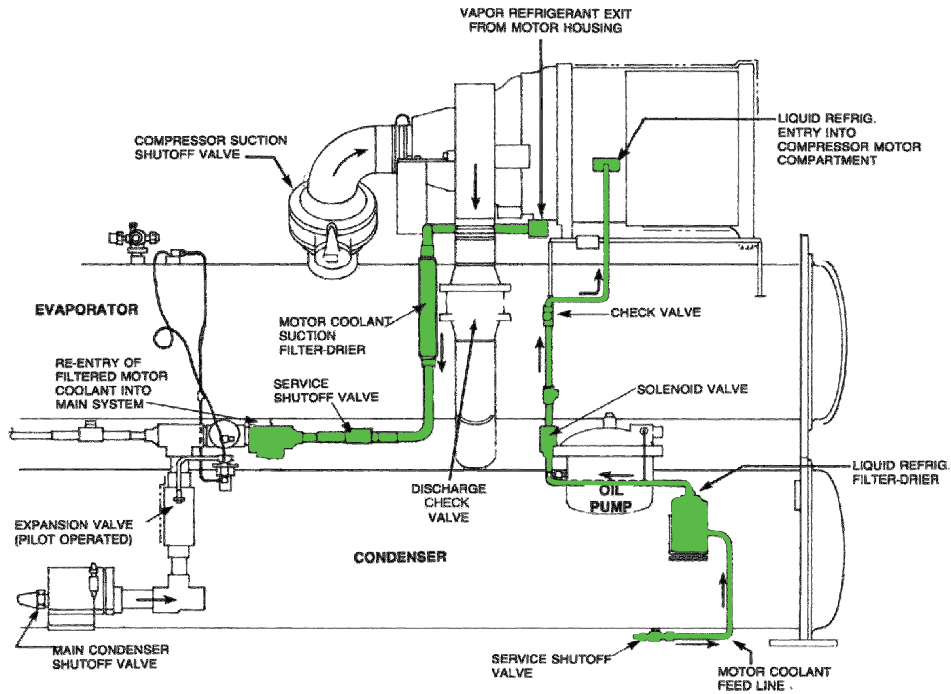 VAPOR REFRIGERANT EXIT
FROM MOTOR HOUSING
COMPRESSOR SUCTION
SHUTOFF VALVE
LIQUID REFRIG.
ENTRY INTO
COMPRESSOR MOTOR
COMPARTMENT
EVAPORATOR
MOTOR COOLANT
SUCTION
FILTER-DRIER
CHECK VALVE
RE-ENTRY OF
FILTERED MOTOR
COOLANT INTO
MAIN SYSTEM
SERVICE
SHUTOFF VALVE
SOLENOID VALVE
LIQUID REFRIG.
FILTER-DRIER
DISCHARGE
CHECK
VALVE
OIL
PUMP
EXPANSION VALVE
(PILOT OPERATED)
CONDENSER
MAIN CONDENSER
SHUTOFF VALVE
SERVICE SHUTOFF
VALVE
MOTOR COOLANT
FEED LINE .